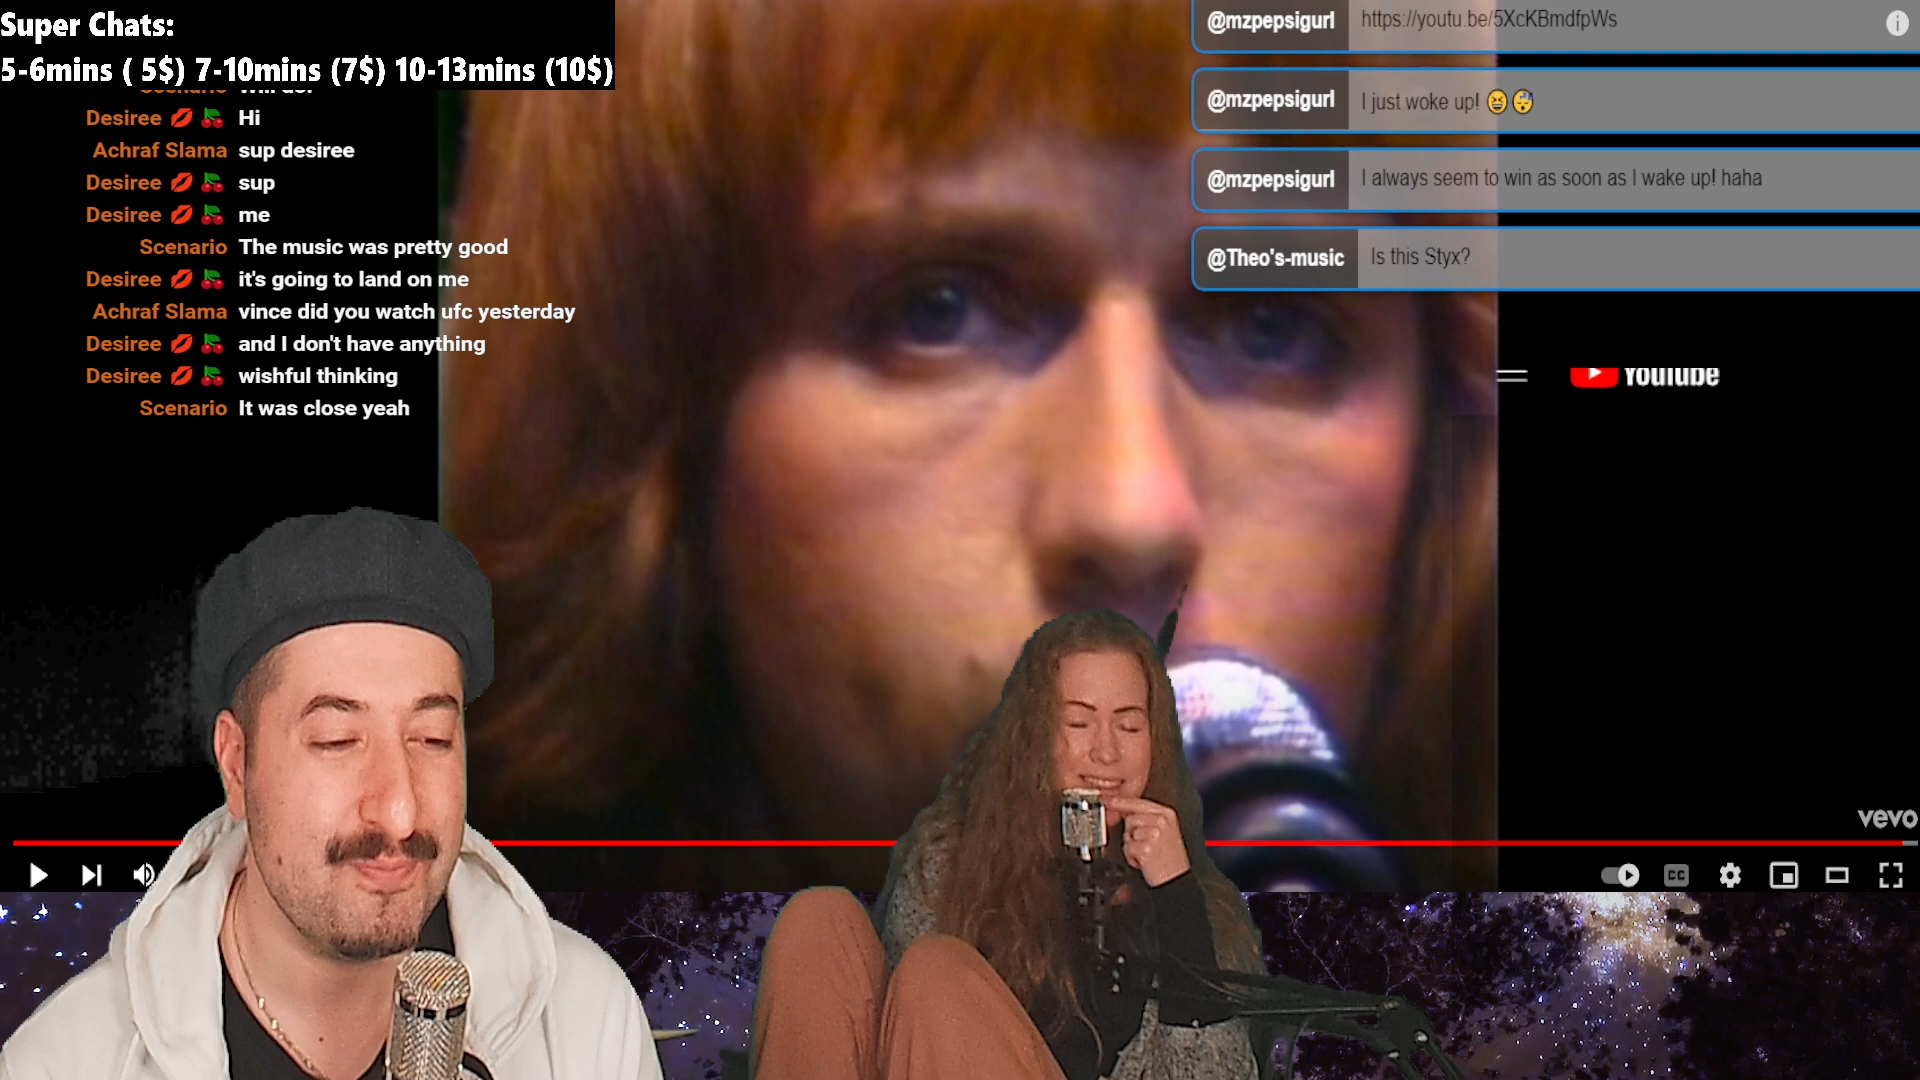 Super Chats:
5-6mins ( 5$) 7-10mins (7$) 10-13mins (10$)
Scenario will do!
Desiree 💋 🍒 Hi
Achraf Slama sup desiree
Desiree 💋 🍒 sup
Desiree 💋 🍒 me
Scenario The music was pretty good
Desiree 💋 🍒 it's going to land on me
Achraf Slama vince did you watch ufc yesterday
Desiree 💋 🍒 and I don't have anything
Desiree 💋 🍒 wishful thinking
Scenario It was close yeah
@mzpepsigurl https://youtu.be/5XcKBmdfpWs
@mzpepsigurl I just woke up! 😆😴
@mzpepsigurl I always seem to win as soon as I wake up! haha
@Theo's-music Is this Styx?
YouTube
vevo
CC